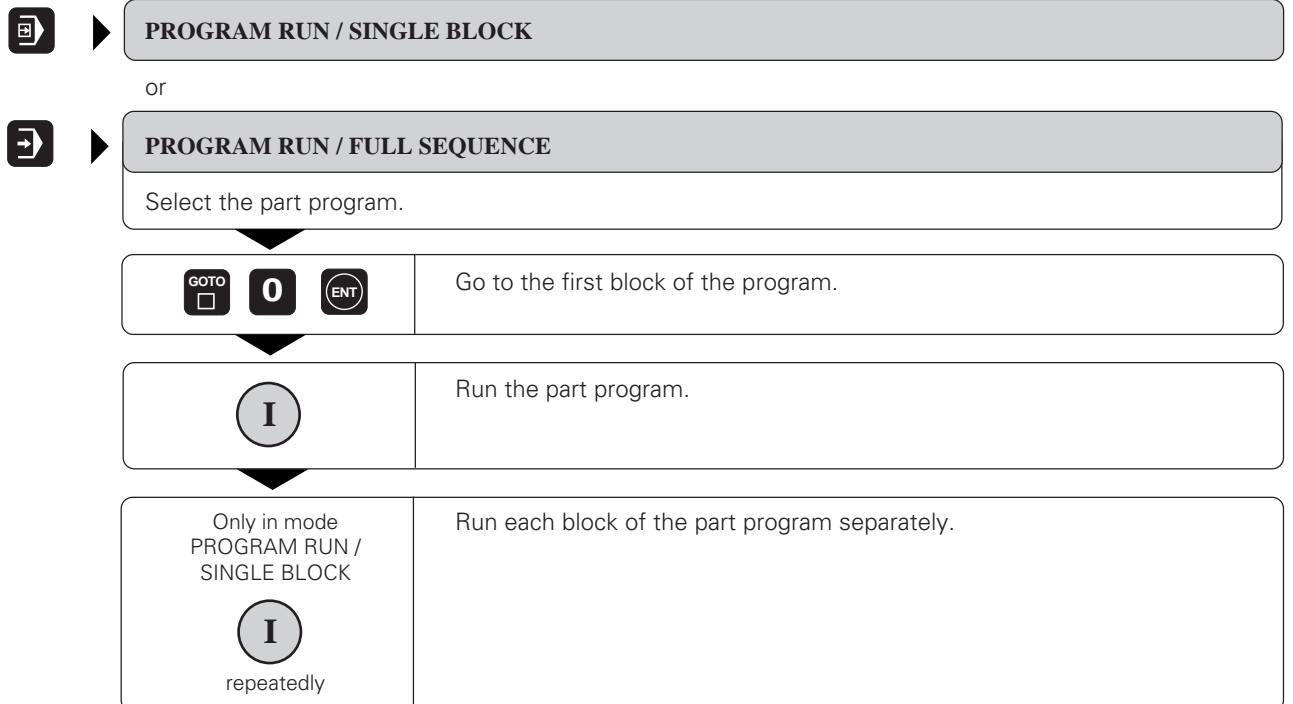 PROGRAM RUN / SINGLE BLOCK
or
PROGRAM RUN / FULL SEQUENCE
Select the part program.
GOTO 0 ENT
Go to the first block of the program.
I
Run the part program.
Only in mode
PROGRAM RUN /
SINGLE BLOCK
I
repeatedly
Run each block of the part program separately.